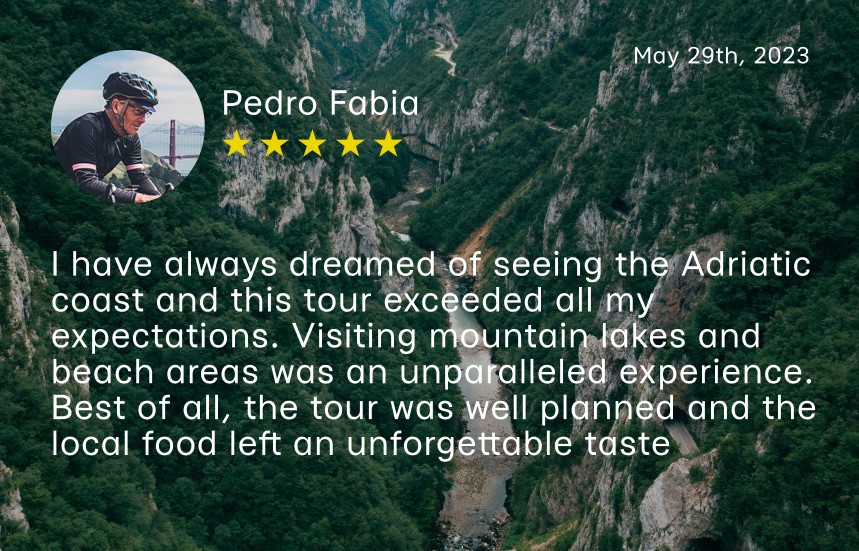 May 29th, 2023
Pedro Fabia
I have always dreamed of seeing the Adriatic
coast and this tour exceeded all my
expectations. Visiting mountain lakes and
beach areas was an unparalleled experience.
Best of all, the tour was well planned and the
local food left an unforgettable taste